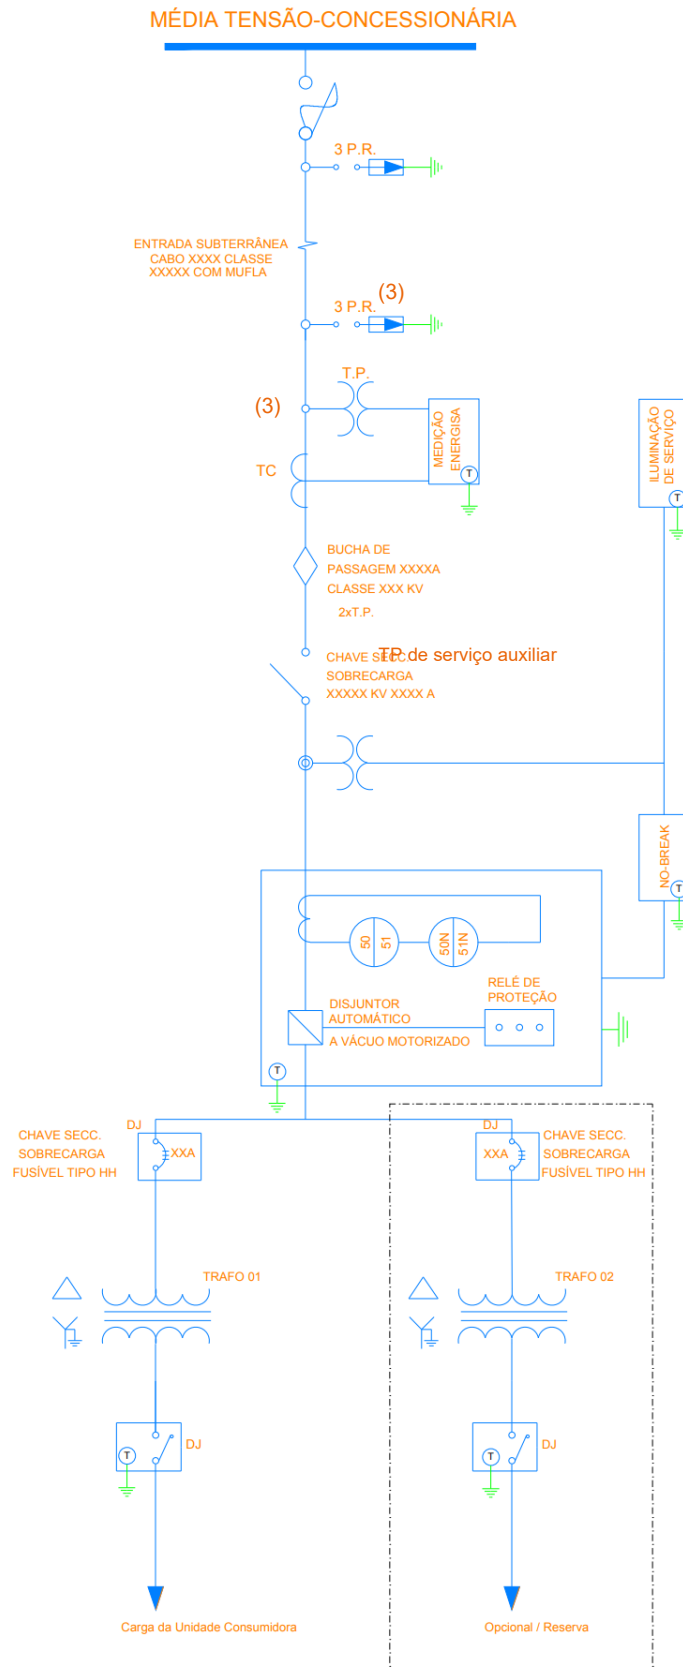 MÉDIA TENSÃO-CONCESSIONÁRIA
3 P.R.
ENTRADA SUBTERRÂNEA
CABO XXXX CLASSE
XXXXX COM MUFLA
(3)
3 P.R.
T.P.
(3)
MEDIÇÃO
ENERGISA
T
ILUMINAÇÃO
DE SERVIÇO
T
TC
BUCHA DE
PASSAGEM XXXXA
CLASSE XXX KV
2xT.P.
TP de serviço auxiliar
CHAVE SECC.
SOBRECARGA
XXXXX KV XXXX A
NO-BREAK
T
50
51
50N
51N
RELÉ DE
PROTEÇÃO
DISJUNTOR
AUTOMÁTICO
A VÁCUO MOTORIZADO
T
DJ
CHAVE SECC.
SOBRECARGA
FUSÍVEL TIPO HH
XXA
DJ
XXA
CHAVE SECC.
SOBRECARGA
FUSÍVEL TIPO HH
TRAFO 01
TRAFO 02
DJ
T
DJ
T
Carga da Unidade Consumidora
Opcional / Reserva